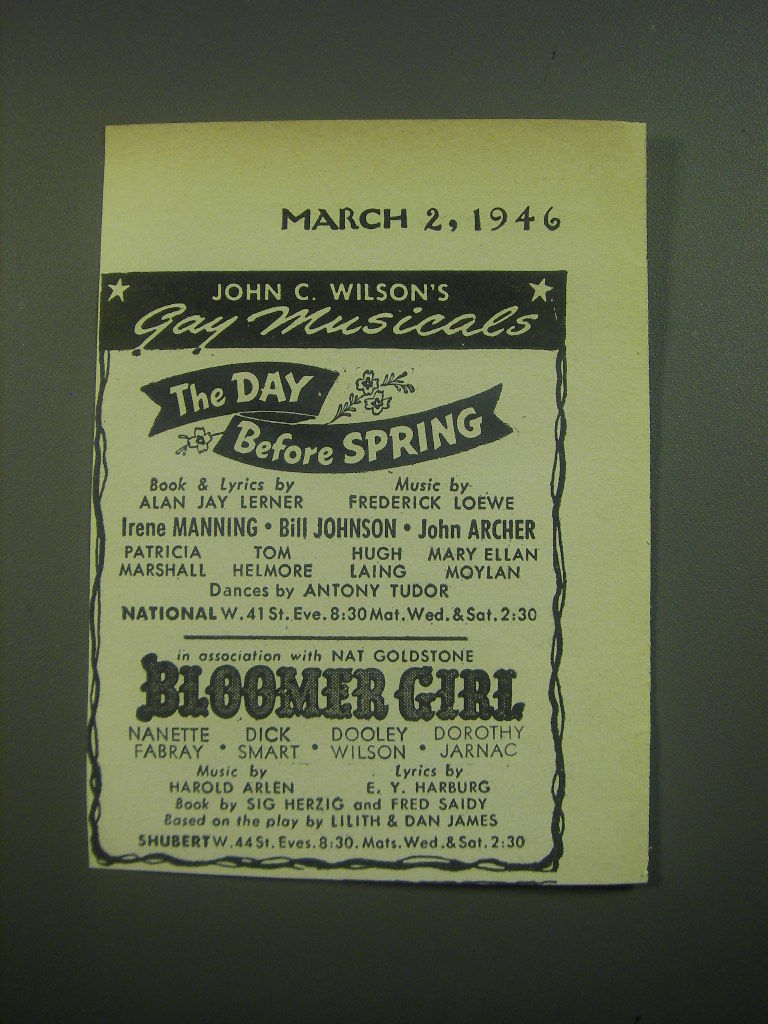 MARCH 2, 1946
JOHN C. WILSON'S
Gay Musicals
The DAY
Before SPRING
Book & Lyrics by Music by
ALAN JAY LERNER FREDERICK LOEWE
Irene MANNING • Bill JOHNSON • John ARCHER
PATRICIA TOM HUGH MARY ELLAN
MARSHALL HELMORE LAING MOYLAN
Dances by ANTONY TUDOR
NATIONAL W. 41 St. Eve. 8:30 Mat. Wed. & Sat. 2:30
in association with NAT GOLDSTONE
BLOOMER GIRL
NANETTE DICK DOOLEY DOROTHY
FABRAY • SMART • WILSON • JARNAC
Music by Lyrics by
HAROLD ARLEN E. Y. HARBURG
Book by SIG HERZIG and FRED SAIDY
Based on the play by LILITH & DAN JAMES
SHUBERT W. 44 St. Eves. 8:30. Mats. Wed. & Sat. 2:30